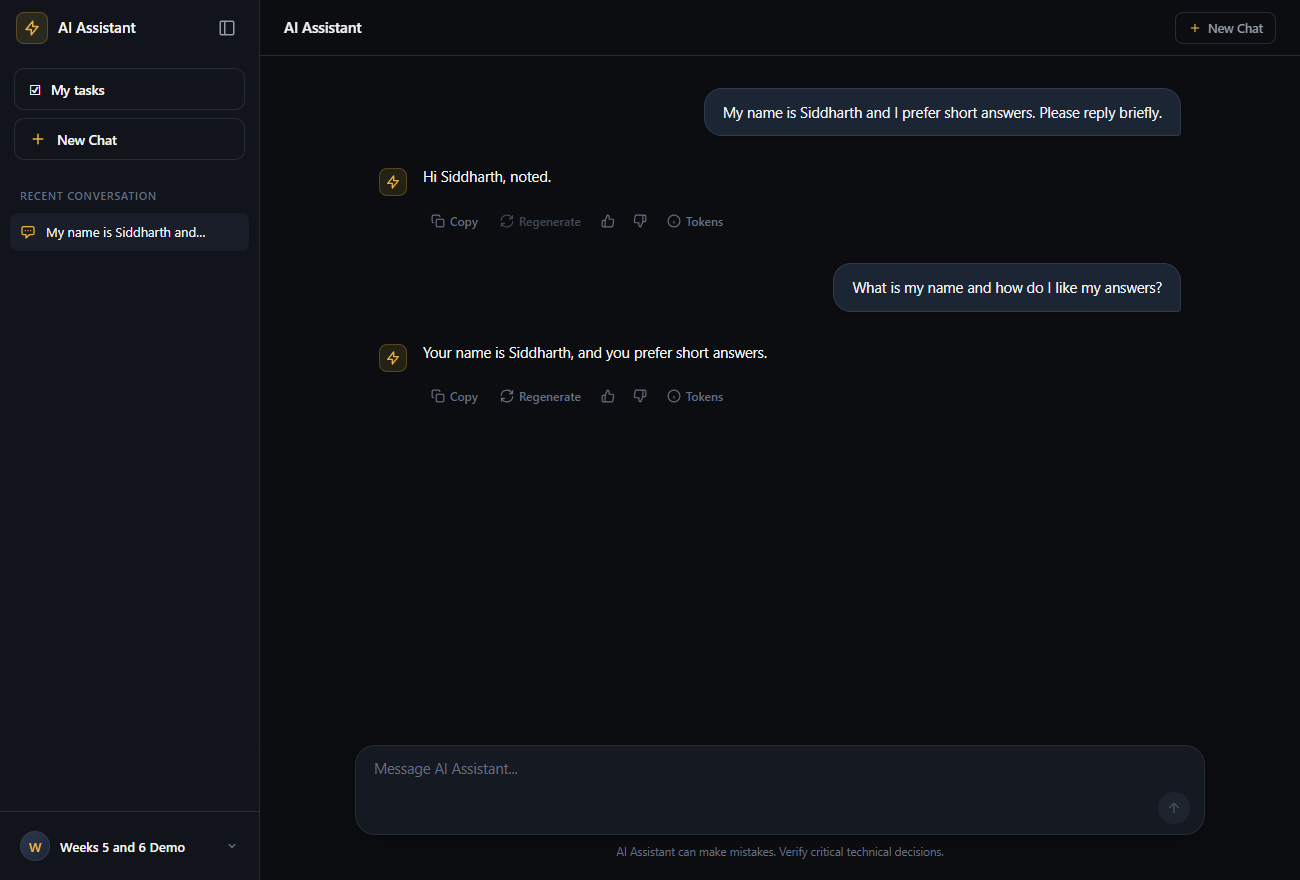 AI Assistant
My tasks
New Chat
RECENT CONVERSATION
My name is Siddharth and...
W
Weeks 5 and 6 Demo
AI Assistant
New Chat
My name is Siddharth and I prefer short answers. Please reply briefly.
Hi Siddharth, noted.
Copy Regenerate Tokens
What is my name and how do I like my answers?
Your name is Siddharth, and you prefer short answers.
Copy Regenerate Tokens
Message AI Assistant...
AI Assistant can make mistakes. Verify critical technical decisions.